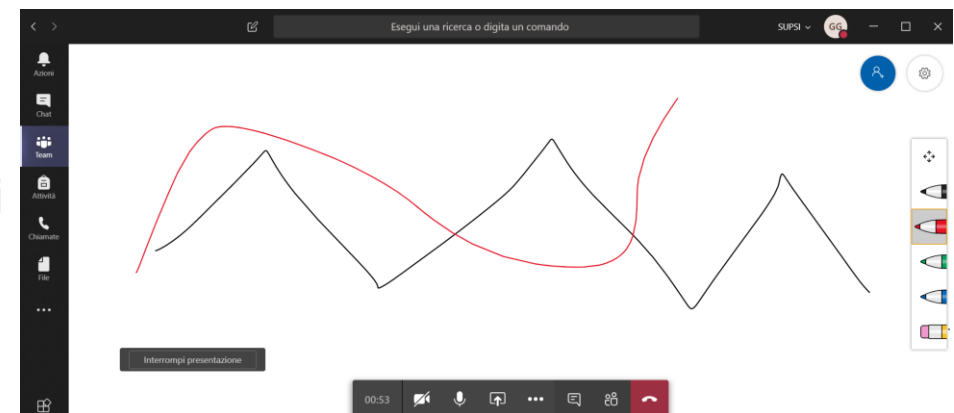 Esegui una ricerca o digita un comando
SUPSI
GG
Azioni
Chat
Team
Attività
Chiamate
File
Interrompi presentazione
00:53